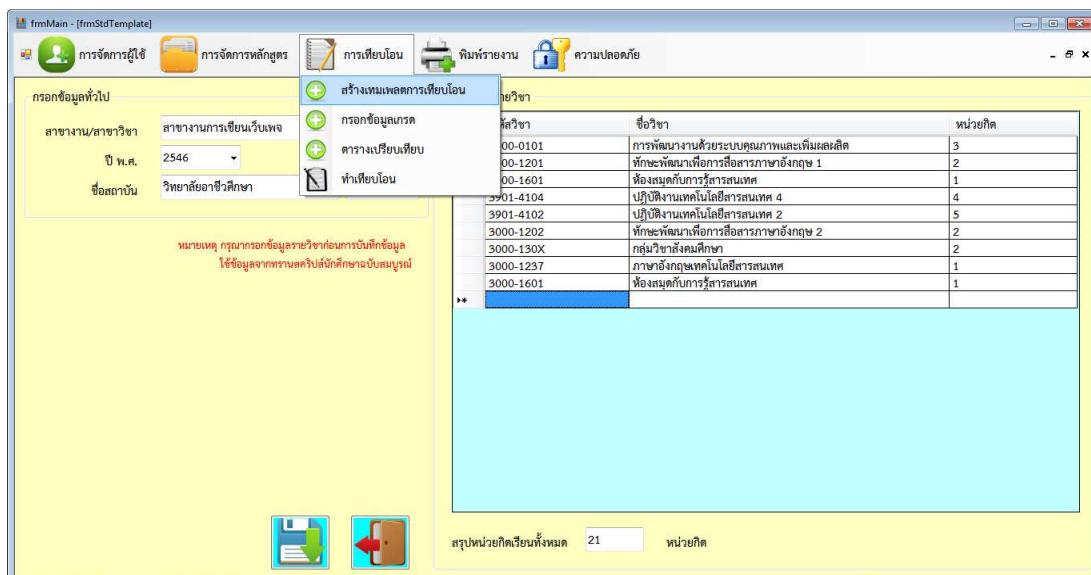 frmMain - [frmStdTemplate]
การจัดการผู้ใช้ การจัดการหลักสูตร การเทียบโอน พิมพ์รายงาน ความปลอดภัย
สร้างเทมเพลตการเทียบโอน
กรอกข้อมูลเกรด
ตารางเปรียบเทียบ
ทำเทียบโอน
กรอกข้อมูลทั่วไป
สาขางาน/สาขาวิชา สาขางานการเขียนเว็บเพจ
ปี พ.ศ. 2546
ชื่อสถาบัน วิทยาลัยอาชีวศึกษา
หมายเหตุ กรุณากรอกข้อมูลรายวิชาก่อนการบันทึกข้อมูล
ใช้ข้อมูลจากทรานสคริปส์นักศึกษาฉบับสมบูรณ์
ายวิชา
ัสวิชา ชื่อวิชา หน่วยกิต
00-0101 การพัฒนางานด้วยระบบคุณภาพและเพิ่มผลผลิต 3
00-1201 ทักษะพัฒนาเพื่อการสื่อสารภาษาอังกฤษ 1 2
00-1601 ห้องสมุดกับการรู้สารสนเทศ 1
3901-4104 ปฏิบัติงานเทคโนโลยีสารสนเทศ 4 4
3901-4102 ปฏิบัติงานเทคโนโลยีสารสนเทศ 2 5
3000-1202 ทักษะพัฒนาเพื่อการสื่อสารภาษาอังกฤษ 2 2
3000-130X กลุ่มวิชาสังคมศึกษา 2
3000-1237 ภาษาอังกฤษเทคโนโลยีสารสนเทศ 1
3000-1601 ห้องสมุดกับการรู้สารสนเทศ 1
สรุปหน่วยกิตเรียนทั้งหมด 21 หน่วยกิต